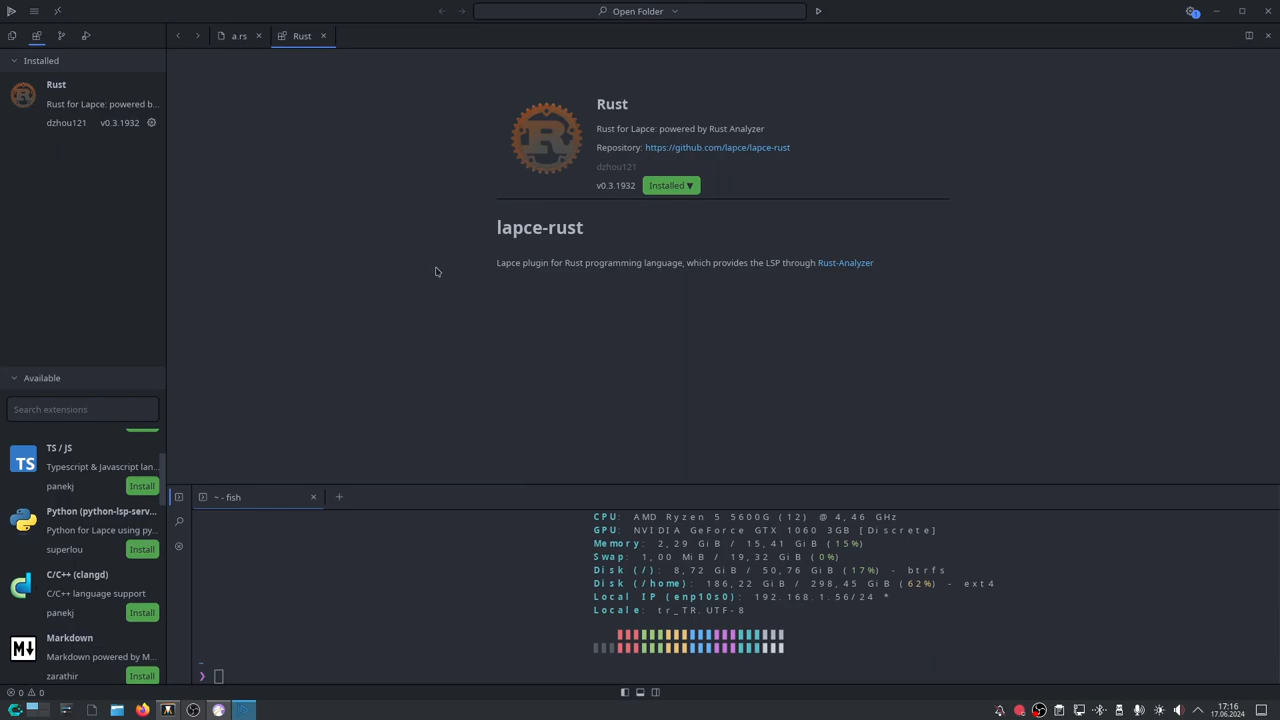 Open Folder
1
a.rs
Rust
Installed
Rust
Rust for Lapce: powered b...
dzhou121 v0.3.1932
Rust
Rust for Lapce: powered by Rust Analyzer
Repository: https://github.com/lapce/lapce-rust
dzhou121
v0.3.1932 Installed ▼
lapce-rust
Lapce plugin for Rust programming language, which provides the LSP through Rust-Analyzer
Available
Search extensions
TS / JS
Typescript & Javascript lan...
panekj Install
Python (python-lsp-serv...
Python for Lapce using py...
superlou Install
C/C++ (clangd)
C/C++ language support
panekj Install
Markdown
Markdown powered by M...
zarathir Install
~ - fish
CPU: AMD Ryzen 5 5600G (12) @ 4,46 GHz
GPU: NVIDIA GeForce GTX 1060 3GB [Discrete]
Memory: 2,29 GiB / 15,41 GiB (15%)
Swap: 1,00 MiB / 19,32 GiB (0%)
Disk (/): 8,72 GiB / 50,76 GiB (17%) - btrfs
Disk (/home): 186,22 GiB / 298,45 GiB (62%) - ext4
Local IP (enp10s0): 192.168.1.56/24 *
Locale: tr_TR.UTF-8
~
❯
0 0
17:16
17.06.2024